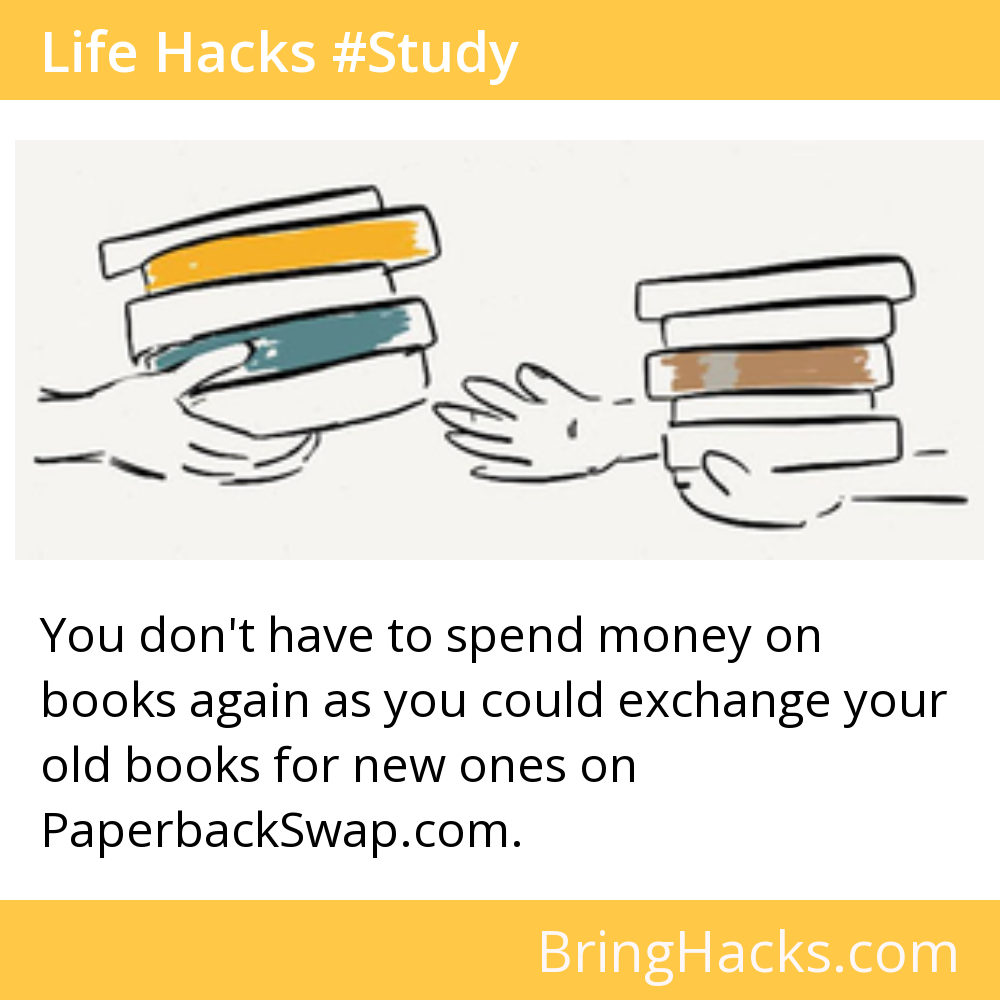 Life Hacks #Study
You don't have to spend money on
books again as you could exchange your
old books for new ones on
PaperbackSwap.com.
BringHacks.com